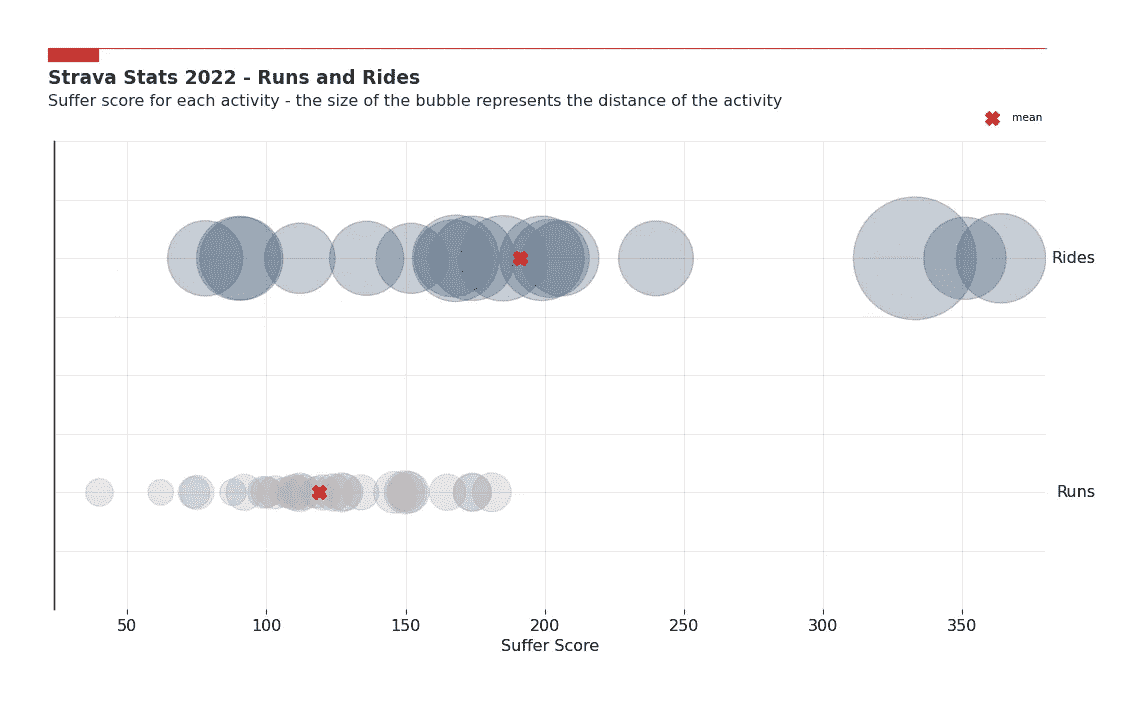 Strava Stats 2022 - Runs and Rides
Suffer score for each activity - the size of the bubble represents the distance of the activity
mean
Rides
Runs
50 100 150 200 250 300 350
Suffer Score